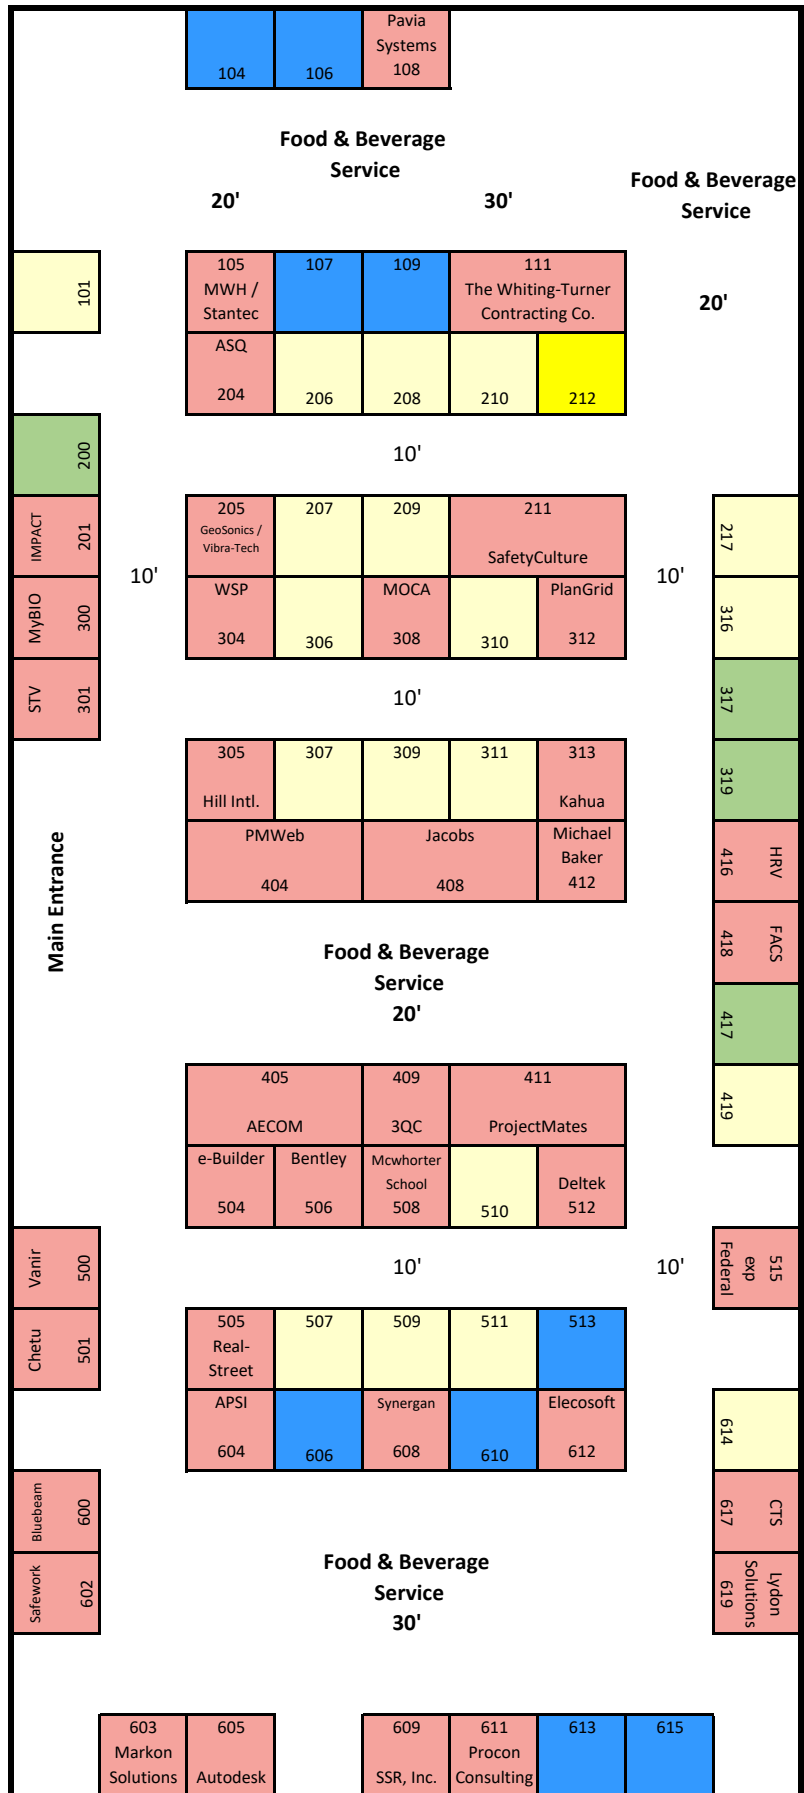 Pavia
Systems
104 106 108
Food & Beverage
Service
Food & Beverage
Service
20' 30'
101
105 107 109 111
MWH / The Whiting-Turner
Stantec Contracting Co.
20'
ASQ
204 206 208 210 212
200
10'
IMPACT 201
205 207 209 211
GeoSonics /
Vibra-Tech SafetyCulture
217
10' 10'
MyBIO 300
WSP MOCA PlanGrid
304 306 308 310 312
316
STV 301
10'
317
305 307 309 311 313
Hill Intl. Kahua
319
Main Entrance
PMWeb Jacobs Michael
Baker
404 408 412
416 HRV
Food & Beverage
Service
20'
418 FACS
417
405 409 411
AECOM 3QC ProjectMates
419
e-Builder Bentley Mcwhorter
School Deltek
504 506 508 510 512
Vanir 500
10' 10'
515
exp
Federal
Chetu 501
505 507 509 511 513
Real-
Street
APSI Synergan Elecosoft
604 606 608 610 612
614
Bluebeam 600
617 CTS
Food & Beverage
Service
30'
Safework 602
Lydon
Solutions
619
603 605 609 611 613 615
Markon Procon
Solutions Autodesk SSR, Inc. Consulting